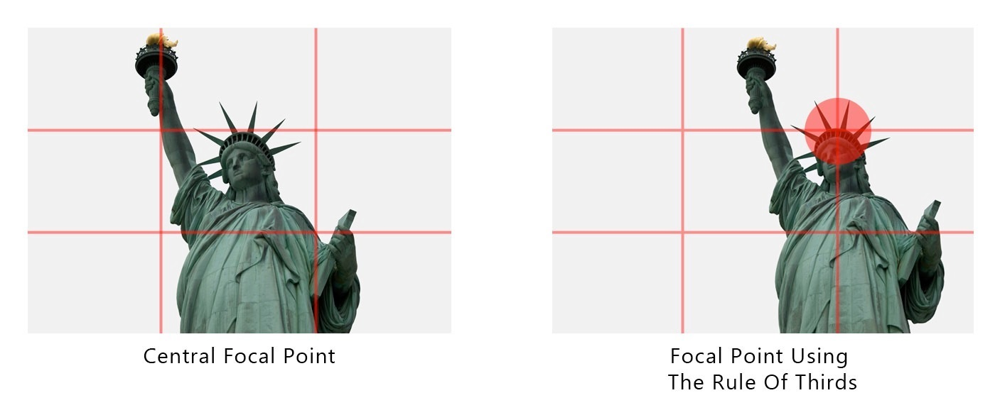 Central Focal Point
Focal Point Using
The Rule Of Thirds